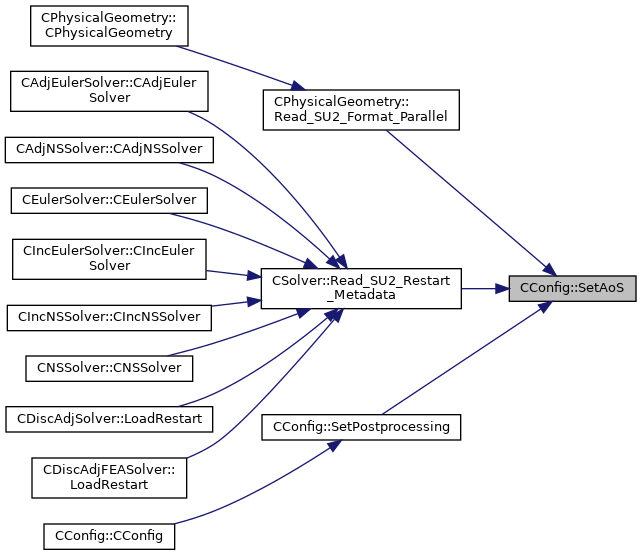 CPhysicalGeometry::
CPhysicalGeometry
CAdjEulerSolver::CAdjEuler
Solver
CPhysicalGeometry::
Read_SU2_Format_Parallel
CAdjNSSolver::CAdjNSSolver
CEulerSolver::CEulerSolver
CIncEulerSolver::CIncEuler
Solver
CSolver::Read_SU2_Restart
_Metadata
CConfig::SetAoS
CIncNSSolver::CIncNSSolver
CNSSolver::CNSSolver
CDiscAdjSolver::LoadRestart
CConfig::SetPostprocessing
CDiscAdjFEASolver::
LoadRestart
CConfig::CConfig